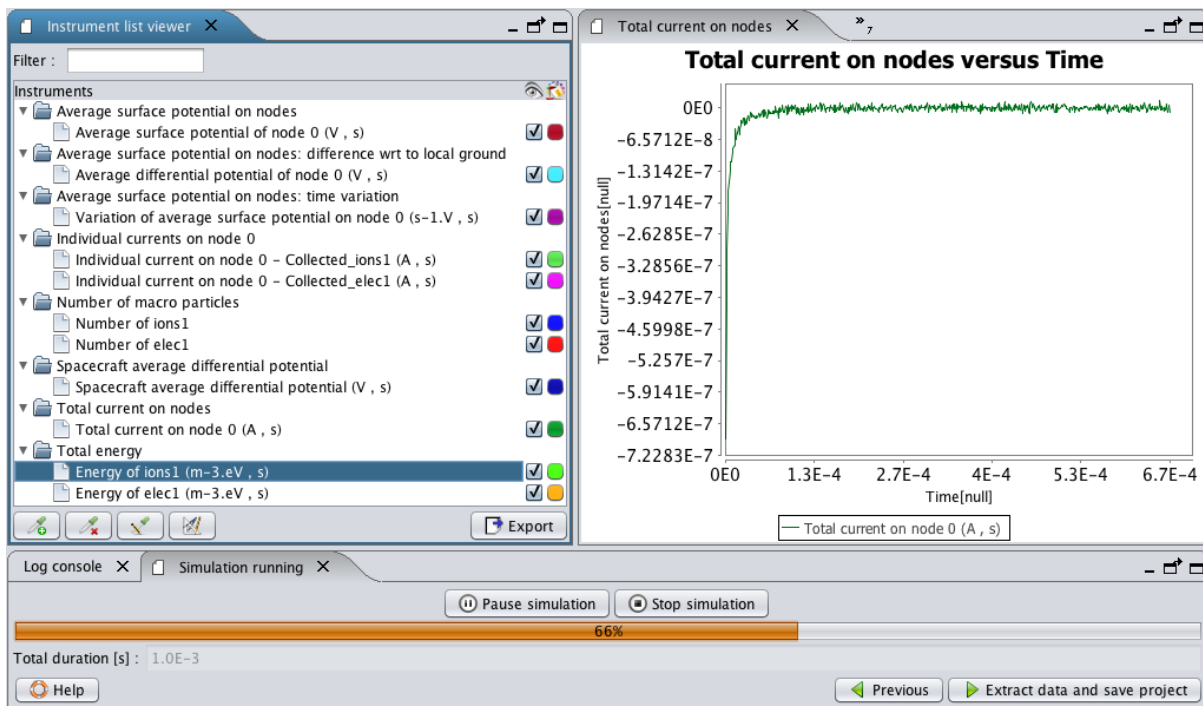 Instrument list viewer X
Filter :
Instruments
Average surface potential on nodes
Average surface potential of node 0 (V , s)
Average surface potential on nodes: difference wrt to local ground
Average differential potential of node 0 (V , s)
Average surface potential on nodes: time variation
Variation of average surface potential on node 0 (s-1.V , s)
Individual currents on node 0
Individual current on node 0 - Collected_ions1 (A , s)
Individual current on node 0 - Collected_elec1 (A , s)
Number of macro particles
Number of ions1
Number of elec1
Spacecraft average differential potential
Spacecraft average differential potential (V , s)
Total current on nodes
Total current on node 0 (A , s)
Total energy
Energy of ions1 (m-3.eV , s)
Energy of elec1 (m-3.eV , s)
Export
Total current on nodes X » 7
Total current on nodes versus Time
Total current on nodes[null]
0E0
-6.5712E-8
-1.3142E-7
-1.9714E-7
-2.6285E-7
-3.2856E-7
-3.9427E-7
-4.5998E-7
-5.257E-7
-5.9141E-7
-6.5712E-7
-7.2283E-7
0E0 1.3E-4 2.7E-4 4E-4 5.3E-4 6.7E-4
Time[null]
Total current on node 0 (A , s)
Log console X Simulation running X
Pause simulation Stop simulation
66%
Total duration [s] : 1.0E-3
Help Previous Extract data and save project